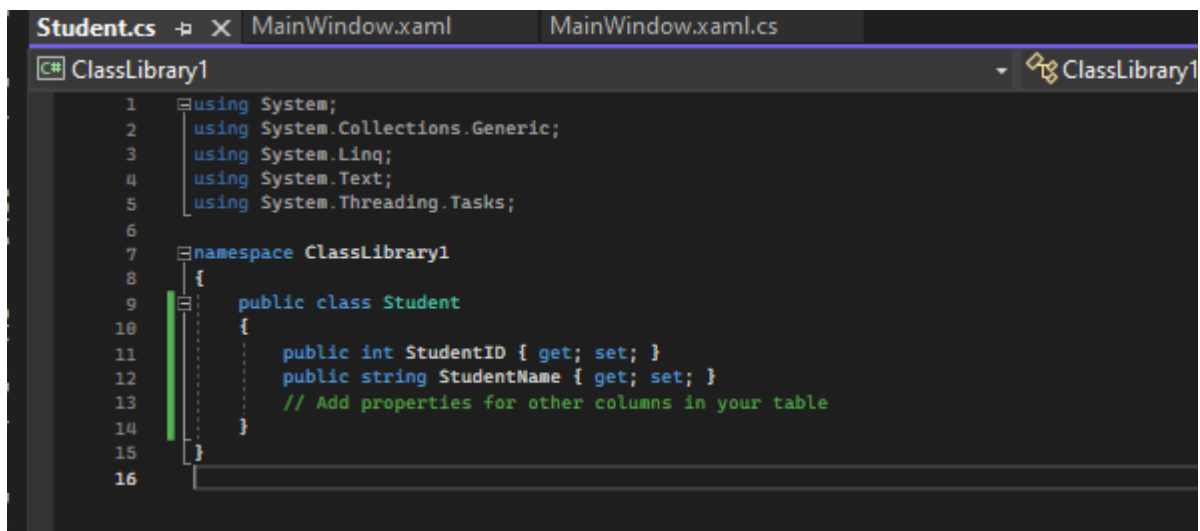 Student.cs MainWindow.xaml MainWindow.xaml.cs
C# ClassLibrary1 ClassLibrary1
1 using System;
2 using System.Collections.Generic;
3 using System.Linq;
4 using System.Text;
5 using System.Threading.Tasks;
6
7 namespace ClassLibrary1
8 {
9 public class Student
10 {
11 public int StudentID { get; set; }
12 public string StudentName { get; set; }
13 // Add properties for other columns in your table
14 }
15 }
16